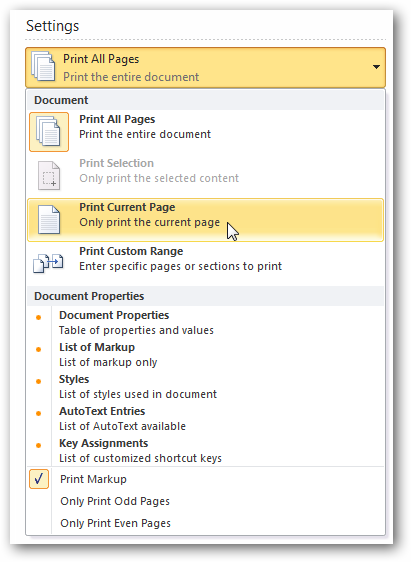 Settings
Print All Pages
Print the entire document
Document
Print All Pages
Print the entire document
Print Selection
Only print the selected content
Print Current Page
Only print the current page
Print Custom Range
Enter specific pages or sections to print
Document Properties
Document Properties
Table of properties and values
List of Markup
List of markup only
Styles
List of styles used in document
AutoText Entries
List of AutoText available
Key Assignments
List of customized shortcut keys
Print Markup
Only Print Odd Pages
Only Print Even Pages